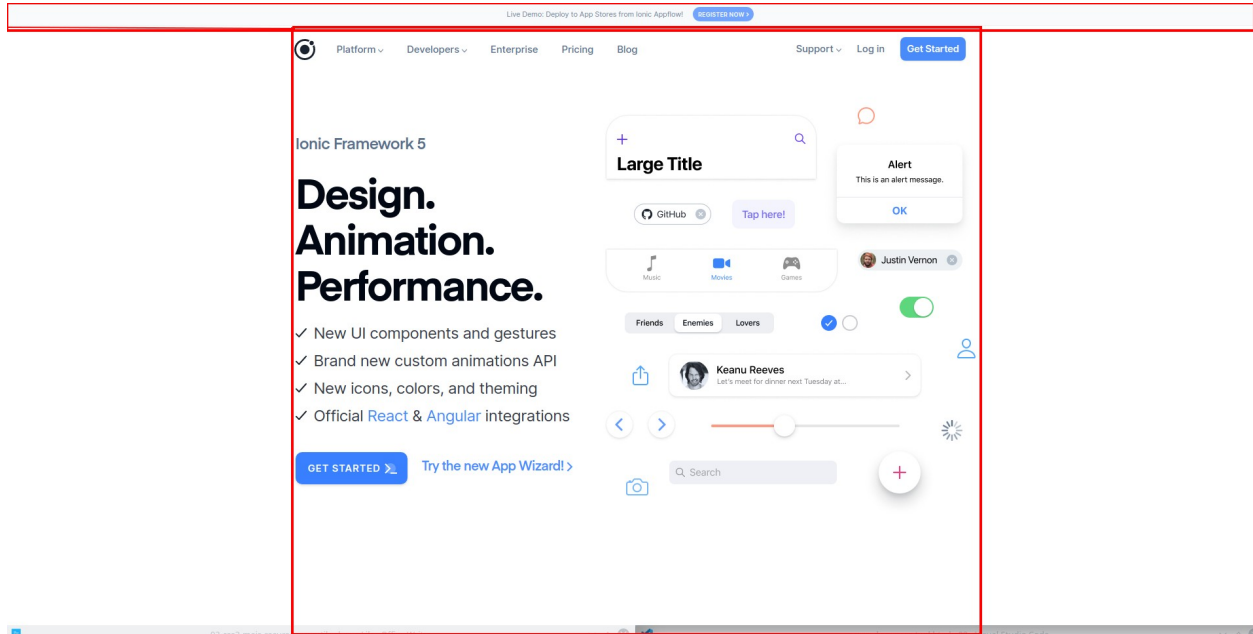 Live Demo: Deploy to App Stores from Ionic Appflow! REGISTER NOW >
Platform Developers Enterprise Pricing Blog Support Log in Get Started
Ionic Framework 5
Design.
Animation.
Performance.
✓ New UI components and gestures
✓ Brand new custom animations API
✓ New icons, colors, and theming
✓ Official React & Angular integrations
GET STARTED Try the new App Wizard! >
Large Title
Alert
This is an alert message.
OK
GitHub
Tap here!
Music Movies Games
Justin Vernon
Friends Enemies Lovers
Keanu Reeves
Let's meet for dinner next Tuesday at...
Search